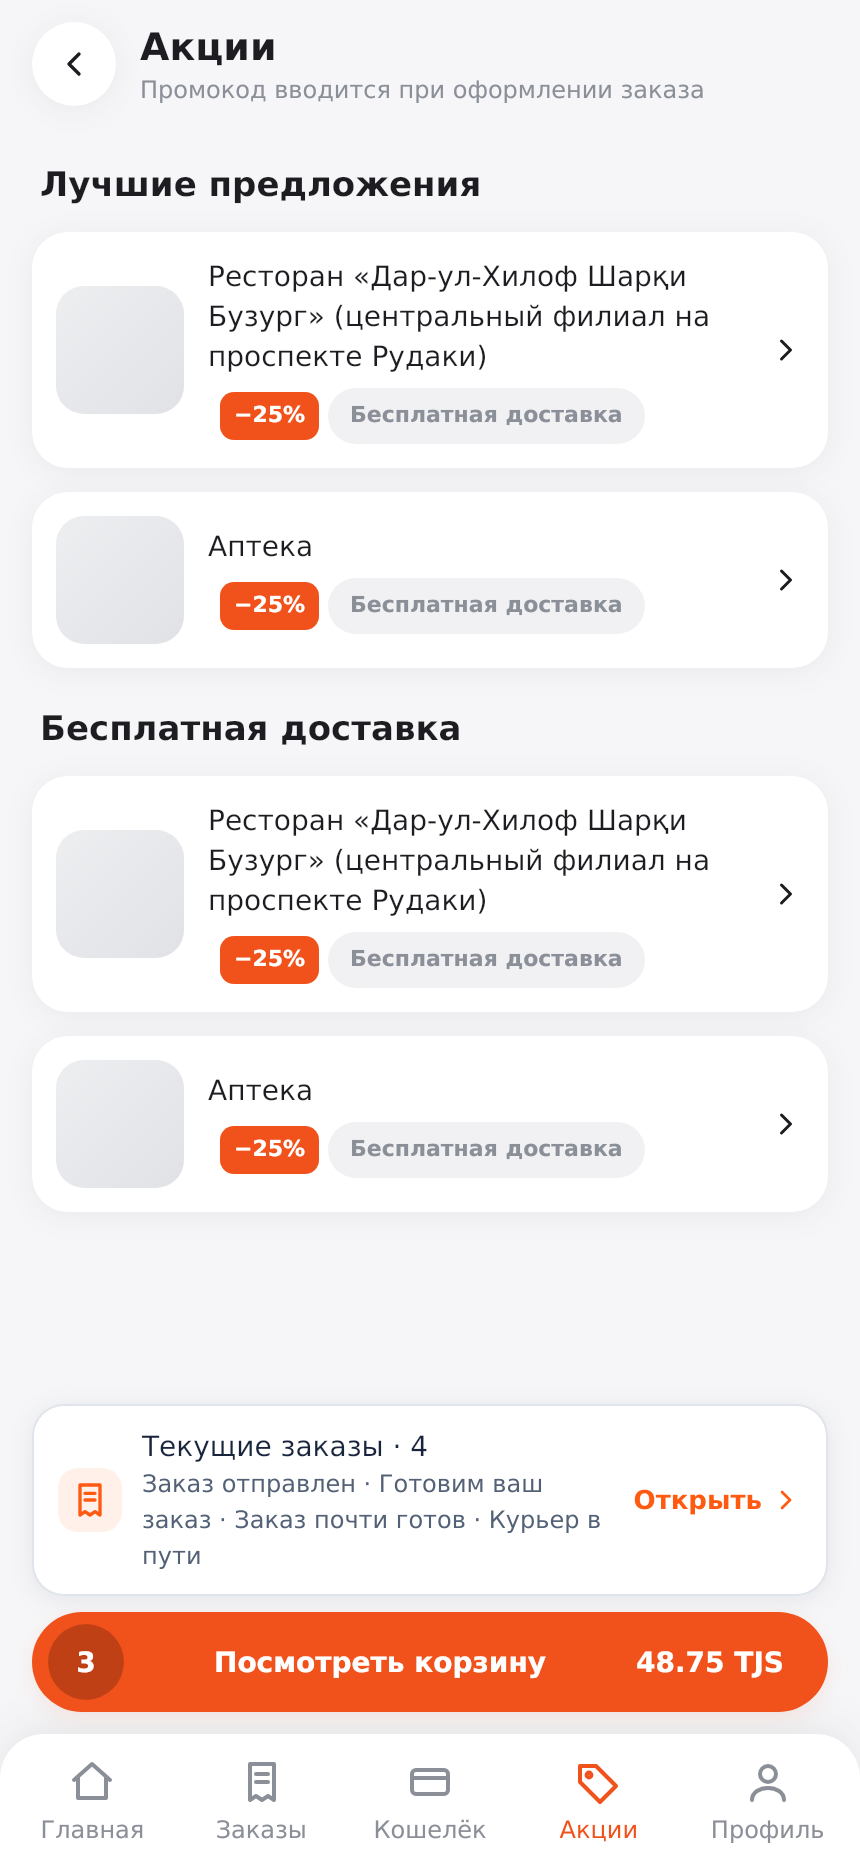 Акции
Промокод вводится при оформлении заказа
Лучшие предложения
Ресторан «Дар-ул-Хилоф Шарқи
Бузург» (центральный филиал на
проспекте Рудаки)
−25% Бесплатная доставка
Аптека
−25% Бесплатная доставка
Бесплатная доставка
Ресторан «Дар-ул-Хилоф Шарқи
Бузург» (центральный филиал на
проспекте Рудаки)
−25% Бесплатная доставка
Аптека
−25% Бесплатная доставка
Текущие заказы · 4
Заказ отправлен · Готовим ваш
заказ · Заказ почти готов · Курьер в
пути
Открыть
3 Посмотреть корзину 48.75 TJS
Главная Заказы Кошелёк Акции Профиль